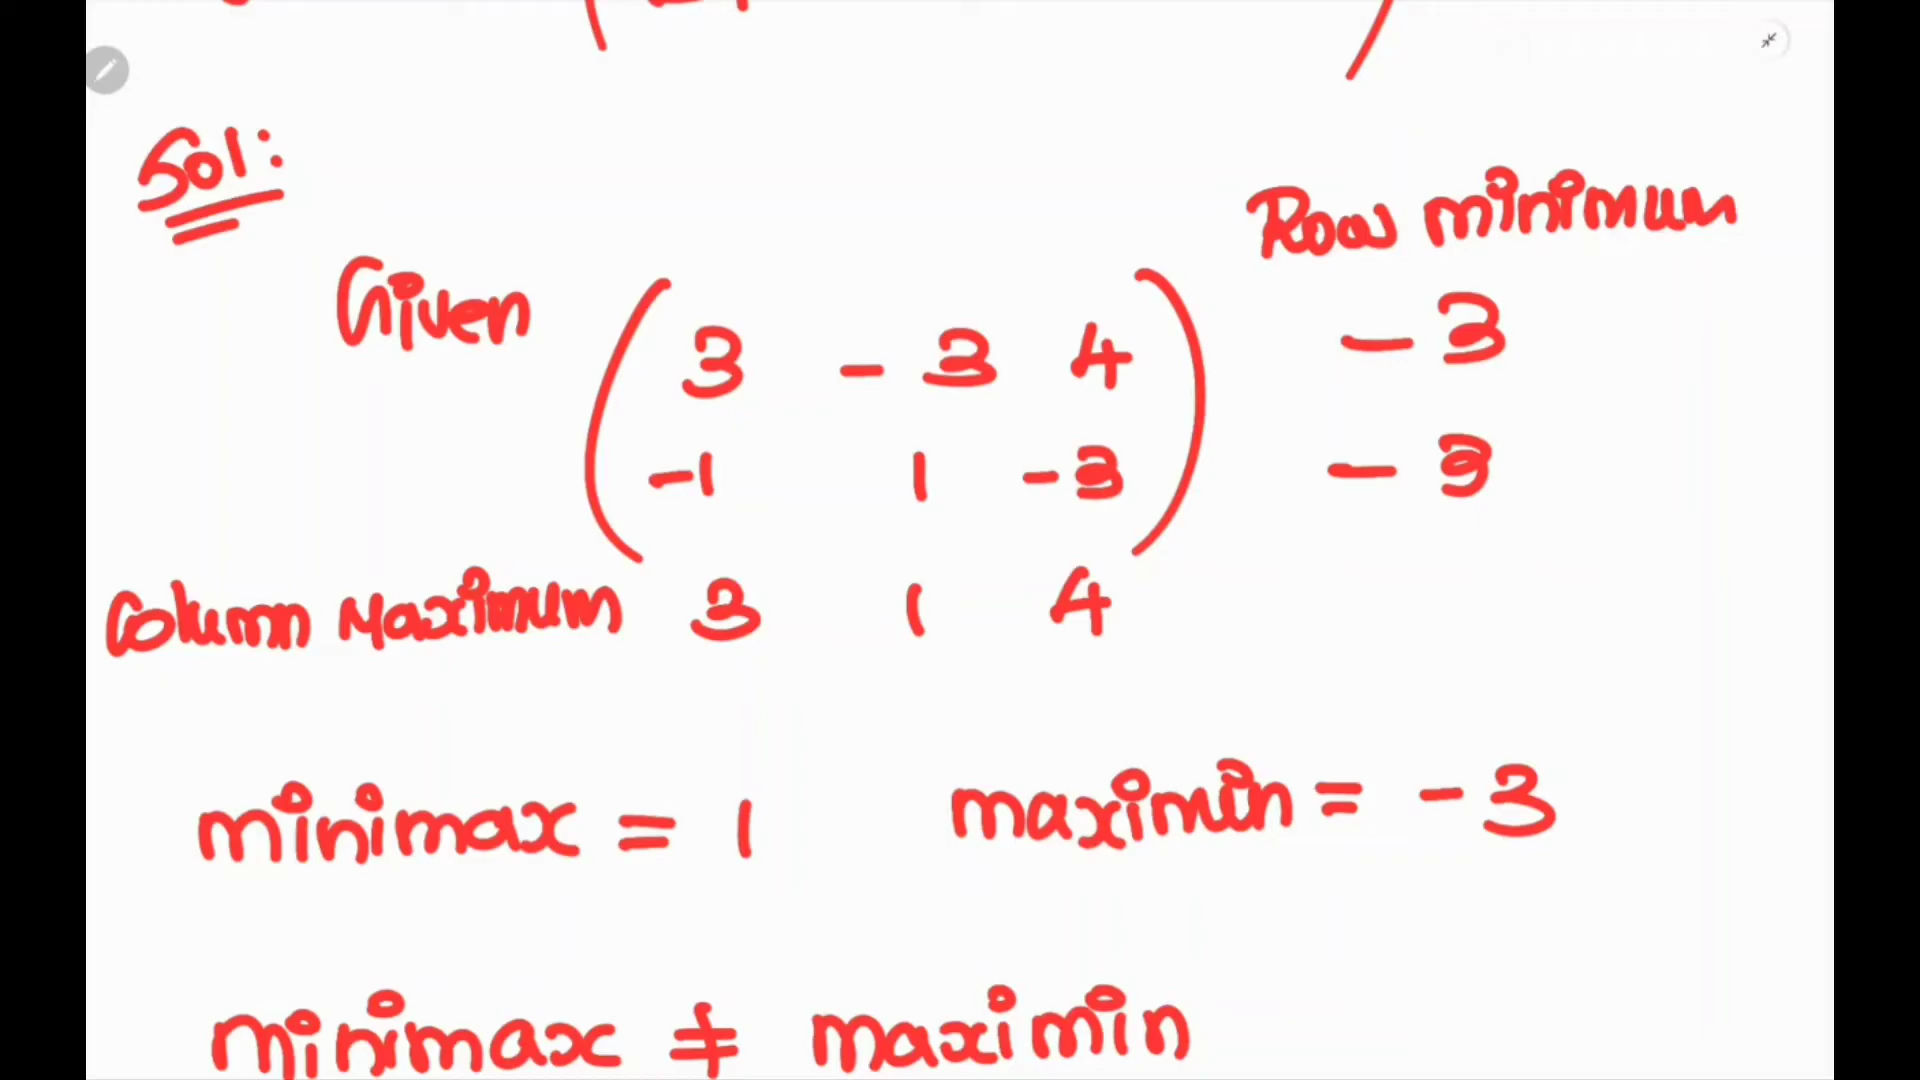 Sol:
Row minimum
Given ( 3 -3 4 ) -3
-1 1 -3 -3
Column Maximum 3 1 4
minimax = 1 maximin = -3
minimax ≠ maximin